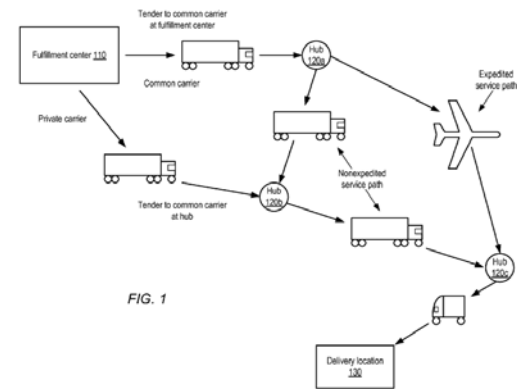 Tender to common carrier
at fulfillment center
Fulfillment center 110
Common carrier
Hub
120a
Expedited
service path
Private carrier
Nonexpedited
service path
Hub
120b
Tender to common carrier
at hub
Hub
120c
FIG. 1
Delivery location
130